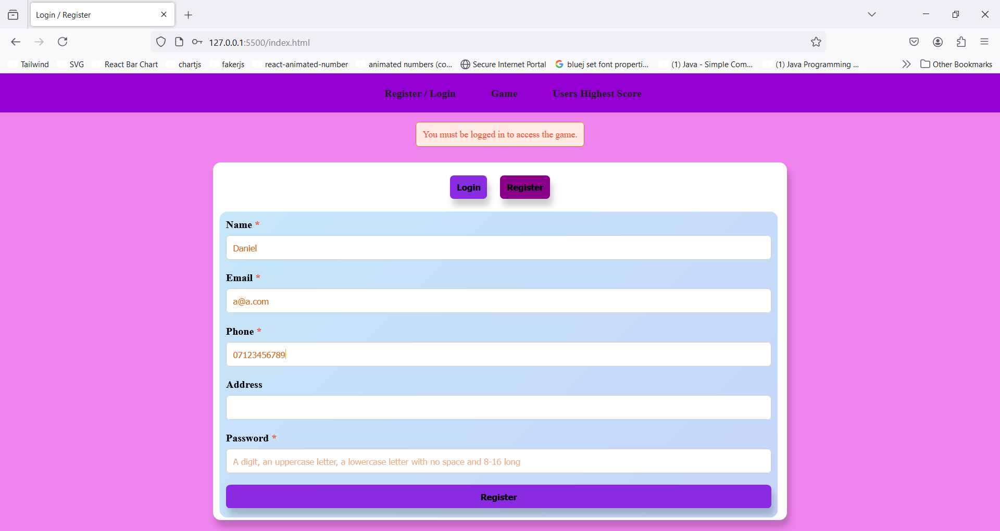 Login / Register
127.0.0.1:5500/index.html
Tailwind SVG React Bar Chart chartjs fakerjs react-animated-number animated numbers (co... Secure Internet Portal bluej set font properti... (1) Java - Simple Com... (1) Java Programming ... Other Bookmarks
Register / Login Game Users Highest Score
You must be logged in to access the game.
Login Register
Name *
Daniel
Email *
a@a.com
Phone *
07123456789
Address
Password *
A digit, an uppercase letter, a lowercase letter with no space and 8-16 long
Register